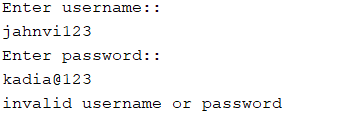 Enter username::
jahnvi123
Enter password::
kadia@123
invalid username or password